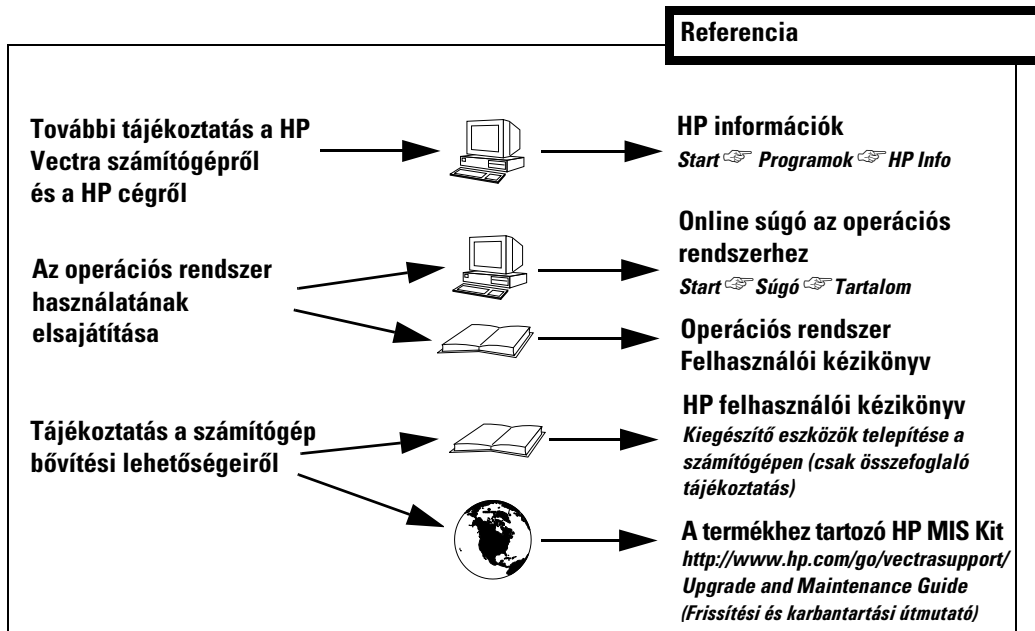 Referencia
További tájékoztatás a HP
Vectra számítógépről
és a HP cégről
HP információk
Start ☞ Programok ☞ HP Info
Az operációs rendszer
használatának
elsajátítása
Online súgó az operációs
rendszerhez
Start ☞ Súgó ☞ Tartalom
Operációs rendszer
Felhasználói kézikönyv
Tájékoztatás a számítógép
bővítési lehetőségeiről
HP felhasználói kézikönyv
Kiegészítő eszközök telepítése a
számítógépen (csak összefoglaló
tájékoztatás)
A termékhez tartozó HP MIS Kit
http://www.hp.com/go/vectrasupport/
Upgrade and Maintenance Guide
(Frissítési és karbantartási útmutató)